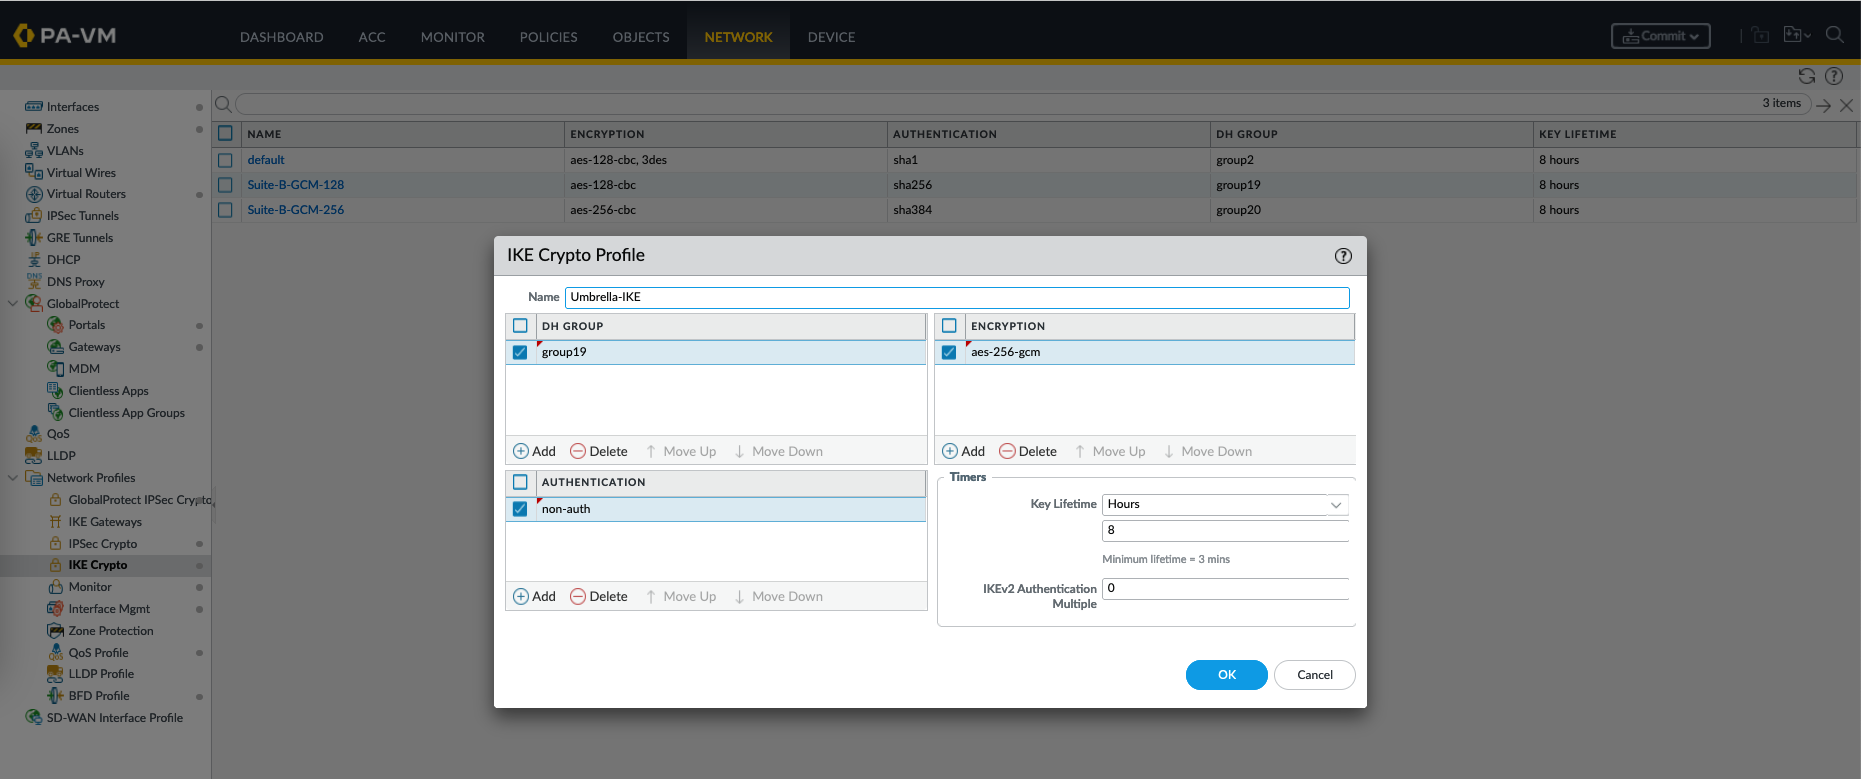 PA-VM
DASHBOARD ACC MONITOR POLICIES OBJECTS NETWORK DEVICE
Commit
3 items
Interfaces
Zones
VLANs
Virtual Wires
Virtual Routers
IPSec Tunnels
GRE Tunnels
DHCP
DNS Proxy
GlobalProtect
Portals
Gateways
MDM
Clientless Apps
Clientless App Groups
QoS
LLDP
Network Profiles
GlobalProtect IPSec Crypto
IKE Gateways
IPSec Crypto
IKE Crypto
Monitor
Interface Mgmt
Zone Protection
QoS Profile
LLDP Profile
BFD Profile
SD-WAN Interface Profile
NAME ENCRYPTION AUTHENTICATION DH GROUP KEY LIFETIME
default aes-128-cbc, 3des sha1 group2 8 hours
Suite-B-GCM-128 aes-128-cbc sha256 group19 8 hours
Suite-B-GCM-256 aes-256-cbc sha384 group20 8 hours
IKE Crypto Profile
Name Umbrella-IKE
DH GROUP
group19
Add Delete Move Up Move Down
ENCRYPTION
aes-256-gcm
Add Delete Move Up Move Down
AUTHENTICATION
non-auth
Add Delete Move Up Move Down
Timers
Key Lifetime Hours
8
Minimum lifetime = 3 mins
IKEv2 Authentication 0
Multiple
OK Cancel